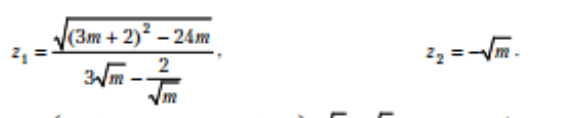 z₁ = √((3m + 2)² − 24m) / (3√m − 2/√m) ,    z₂ = −√m .